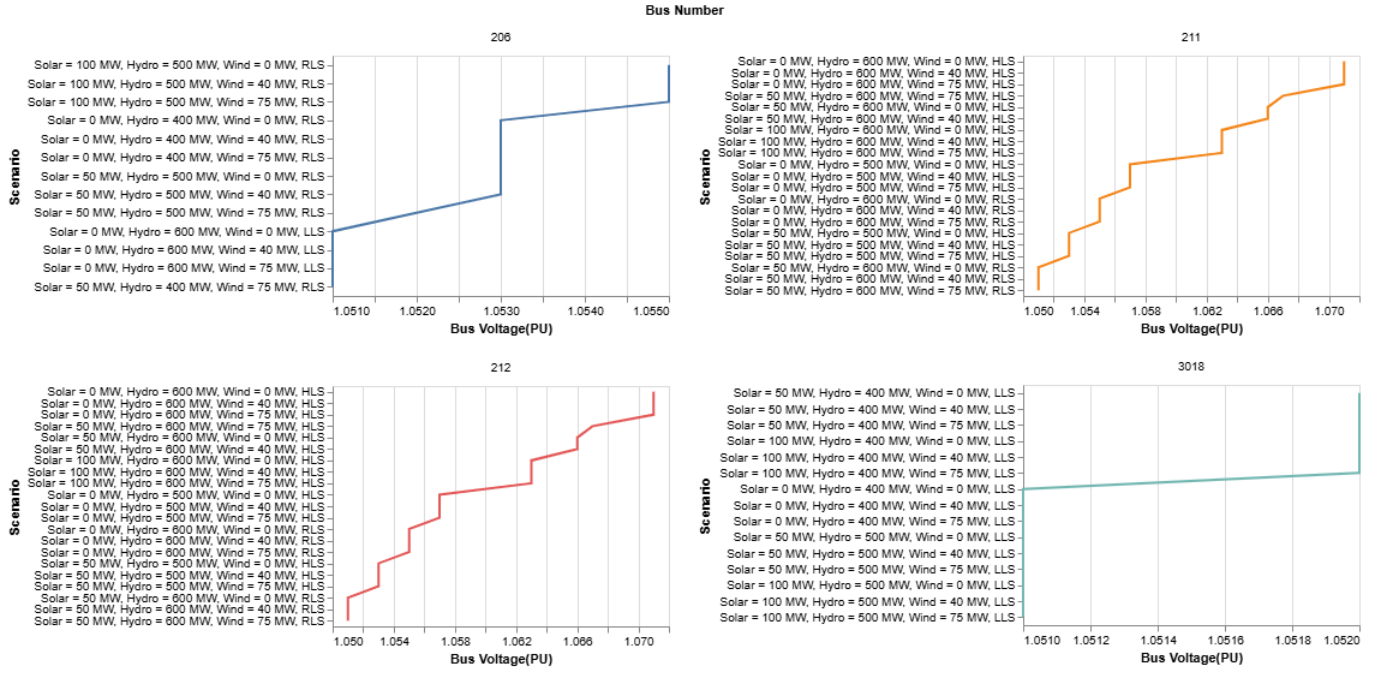 Bus Number
206
Solar = 100 MW, Hydro = 500 MW, Wind = 0 MW, RLS
Solar = 100 MW, Hydro = 500 MW, Wind = 40 MW, RLS
Solar = 100 MW, Hydro = 500 MW, Wind = 75 MW, RLS
Solar = 0 MW, Hydro = 400 MW, Wind = 0 MW, RLS
Solar = 0 MW, Hydro = 400 MW, Wind = 40 MW, RLS
Solar = 0 MW, Hydro = 400 MW, Wind = 75 MW, RLS
Solar = 50 MW, Hydro = 500 MW, Wind = 0 MW, RLS
Solar = 50 MW, Hydro = 500 MW, Wind = 40 MW, RLS
Solar = 50 MW, Hydro = 500 MW, Wind = 75 MW, RLS
Solar = 0 MW, Hydro = 600 MW, Wind = 0 MW, LLS
Solar = 0 MW, Hydro = 600 MW, Wind = 40 MW, LLS
Solar = 0 MW, Hydro = 600 MW, Wind = 75 MW, LLS
Solar = 50 MW, Hydro = 400 MW, Wind = 75 MW, RLS
Scenario
1.0510 1.0520 1.0530 1.0540 1.0550
Bus Voltage(PU)
211
Solar = 0 MW, Hydro = 600 MW, Wind = 0 MW, HLS
Solar = 0 MW, Hydro = 600 MW, Wind = 40 MW, HLS
Solar = 0 MW, Hydro = 600 MW, Wind = 75 MW, HLS
Solar = 50 MW, Hydro = 600 MW, Wind = 75 MW, HLS
Solar = 50 MW, Hydro = 600 MW, Wind = 0 MW, HLS
Solar = 50 MW, Hydro = 600 MW, Wind = 40 MW, HLS
Solar = 100 MW, Hydro = 600 MW, Wind = 0 MW, HLS
Solar = 100 MW, Hydro = 600 MW, Wind = 40 MW, HLS
Solar = 100 MW, Hydro = 600 MW, Wind = 75 MW, HLS
Solar = 0 MW, Hydro = 500 MW, Wind = 0 MW, HLS
Solar = 0 MW, Hydro = 500 MW, Wind = 40 MW, HLS
Solar = 0 MW, Hydro = 500 MW, Wind = 75 MW, HLS
Solar = 0 MW, Hydro = 600 MW, Wind = 0 MW, RLS
Solar = 0 MW, Hydro = 600 MW, Wind = 40 MW, RLS
Solar = 0 MW, Hydro = 600 MW, Wind = 75 MW, RLS
Solar = 50 MW, Hydro = 500 MW, Wind = 0 MW, HLS
Solar = 50 MW, Hydro = 500 MW, Wind = 40 MW, HLS
Solar = 50 MW, Hydro = 500 MW, Wind = 75 MW, HLS
Solar = 50 MW, Hydro = 600 MW, Wind = 0 MW, RLS
Solar = 50 MW, Hydro = 600 MW, Wind = 40 MW, RLS
Solar = 50 MW, Hydro = 600 MW, Wind = 75 MW, RLS
Scenario
1.050 1.054 1.058 1.062 1.066 1.070
Bus Voltage(PU)
212
Solar = 0 MW, Hydro = 600 MW, Wind = 0 MW, HLS
Solar = 0 MW, Hydro = 600 MW, Wind = 40 MW, HLS
Solar = 0 MW, Hydro = 600 MW, Wind = 75 MW, HLS
Solar = 50 MW, Hydro = 600 MW, Wind = 75 MW, HLS
Solar = 50 MW, Hydro = 600 MW, Wind = 0 MW, HLS
Solar = 50 MW, Hydro = 600 MW, Wind = 40 MW, HLS
Solar = 100 MW, Hydro = 600 MW, Wind = 0 MW, HLS
Solar = 100 MW, Hydro = 600 MW, Wind = 40 MW, HLS
Solar = 100 MW, Hydro = 600 MW, Wind = 75 MW, HLS
Solar = 0 MW, Hydro = 500 MW, Wind = 0 MW, HLS
Solar = 0 MW, Hydro = 500 MW, Wind = 40 MW, HLS
Solar = 0 MW, Hydro = 500 MW, Wind = 75 MW, HLS
Solar = 0 MW, Hydro = 600 MW, Wind = 0 MW, RLS
Solar = 0 MW, Hydro = 600 MW, Wind = 40 MW, RLS
Solar = 0 MW, Hydro = 600 MW, Wind = 75 MW, RLS
Solar = 50 MW, Hydro = 500 MW, Wind = 0 MW, HLS
Solar = 50 MW, Hydro = 500 MW, Wind = 40 MW, HLS
Solar = 50 MW, Hydro = 500 MW, Wind = 75 MW, HLS
Solar = 50 MW, Hydro = 600 MW, Wind = 0 MW, RLS
Solar = 50 MW, Hydro = 600 MW, Wind = 40 MW, RLS
Solar = 50 MW, Hydro = 600 MW, Wind = 75 MW, RLS
Scenario
1.050 1.054 1.058 1.062 1.066 1.070
Bus Voltage(PU)
3018
Solar = 50 MW, Hydro = 400 MW, Wind = 0 MW, LLS
Solar = 50 MW, Hydro = 400 MW, Wind = 40 MW, LLS
Solar = 50 MW, Hydro = 400 MW, Wind = 75 MW, LLS
Solar = 100 MW, Hydro = 400 MW, Wind = 0 MW, LLS
Solar = 100 MW, Hydro = 400 MW, Wind = 40 MW, LLS
Solar = 100 MW, Hydro = 400 MW, Wind = 75 MW, LLS
Solar = 0 MW, Hydro = 400 MW, Wind = 0 MW, LLS
Solar = 0 MW, Hydro = 400 MW, Wind = 40 MW, LLS
Solar = 0 MW, Hydro = 400 MW, Wind = 75 MW, LLS
Solar = 50 MW, Hydro = 500 MW, Wind = 0 MW, LLS
Solar = 50 MW, Hydro = 500 MW, Wind = 40 MW, LLS
Solar = 50 MW, Hydro = 500 MW, Wind = 75 MW, LLS
Solar = 100 MW, Hydro = 500 MW, Wind = 0 MW, LLS
Solar = 100 MW, Hydro = 500 MW, Wind = 40 MW, LLS
Solar = 100 MW, Hydro = 500 MW, Wind = 75 MW, LLS
Scenario
1.0510 1.0512 1.0514 1.0516 1.0518 1.0520
Bus Voltage(PU)